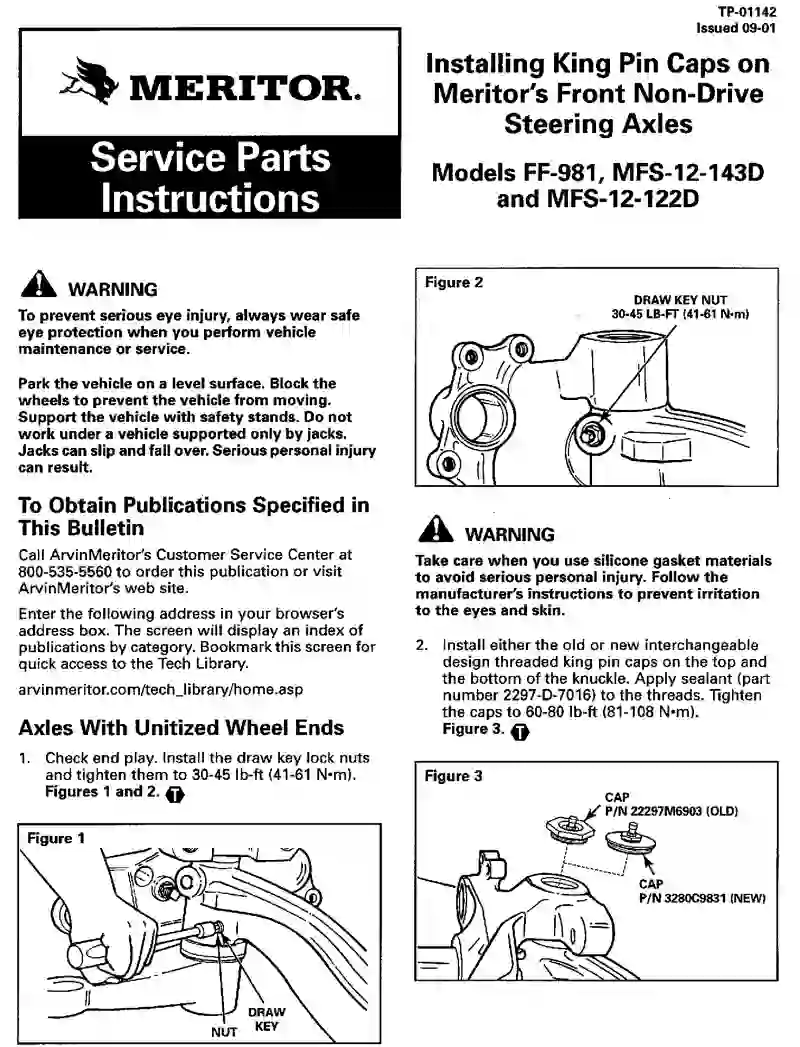 TP-01142
Issued 09-01
MERITOR.
Service Parts
Instructions
Installing King Pin Caps on
Meritor's Front Non-Drive
Steering Axles
Models FF-981, MFS-12-143D
and MFS-12-122D
WARNING
To prevent serious eye injury, always wear safe
eye protection when you perform vehicle
maintenance or service.
Park the vehicle on a level surface. Block the
wheels to prevent the vehicle from moving.
Support the vehicle with safety stands. Do not
work under a vehicle supported only by jacks.
Jacks can slip and fall over. Serious personal injury
can result.
To Obtain Publications Specified in
This Bulletin
Call ArvinMeritor's Customer Service Center at
800-535-5560 to order this publication or visit
ArvinMeritor's web site.
Enter the following address in your browser's
address box. The screen will display an index of
publications by category. Bookmark this screen for
quick access to the Tech Library.
arvinmeritor.com/tech_library/home.asp
Axles With Unitized Wheel Ends
1. Check end play. Install the draw key lock nuts
and tighten them to 30-45 lb-ft (41-61 N•m).
Figures 1 and 2. T
Figure 1
DRAW
KEY
NUT
Figure 2
DRAW KEY NUT
30-45 LB-FT (41-61 N•m)
WARNING
Take care when you use silicone gasket materials
to avoid serious personal injury. Follow the
manufacturer's instructions to prevent irritation
to the eyes and skin.
2. Install either the old or new interchangeable
design threaded king pin caps on the top and
the bottom of the knuckle. Apply sealant (part
number 2297-D-7016) to the threads. Tighten
the caps to 60-80 lb-ft (81-108 N•m).
Figure 3. T
Figure 3
CAP
P/N 22297M6903 (OLD)
CAP
P/N 3280C9831 (NEW)